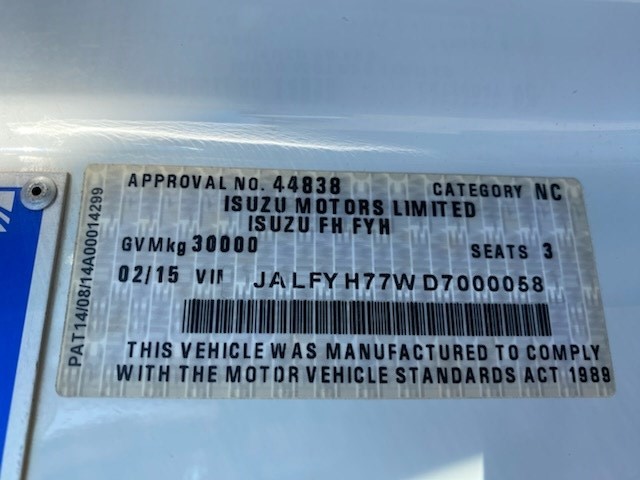 APPROVAL NO. 44838 CATEGORY NC
ISUZU MOTORS LIMITED
ISUZU FH FYH
GVMkg 30000 SEATS 3
02/15 VIN JALFYH77WD7000058
THIS VEHICLE WAS MANUFACTURED TO COMPLY
WITH THE MOTOR VEHICLE STANDARDS ACT 1989
PAT14/08/14A00014299